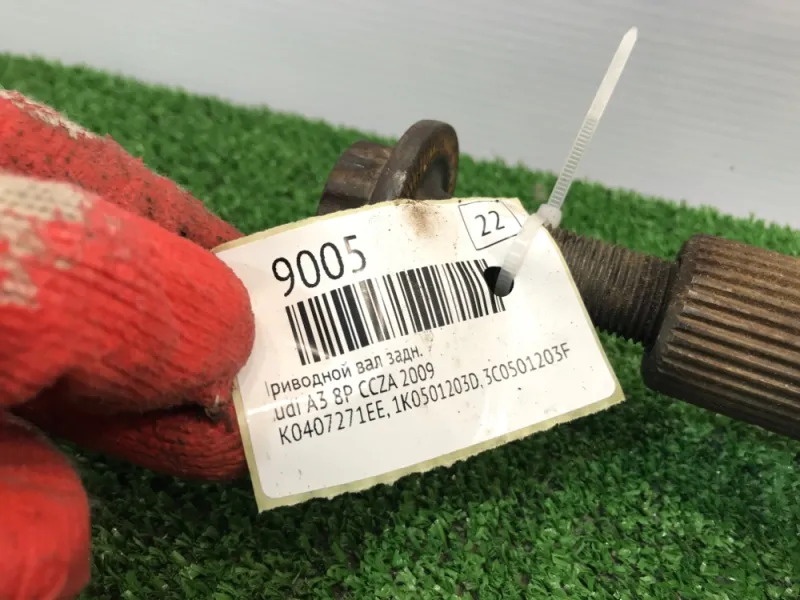 22
9005
риводной вал задн.
udi A3 8P CCZA 2009
K0407271EE, 1K0501203D, 3C0501203F